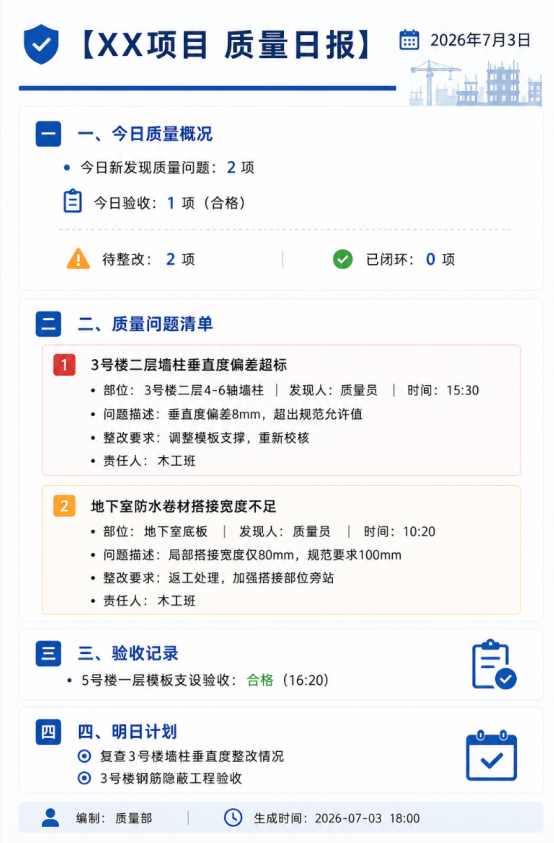 【XX项目 质量日报】
2026年7月3日
一 一、今日质量概况
• 今日新发现质量问题：2 项
今日验收：1 项（合格）
待整改：2 项 | 已闭环：0 项
二 二、质量问题清单
1 3号楼二层墙柱垂直度偏差超标
• 部位：3号楼二层4-6轴墙柱 | 发现人：质量员 | 时间：15:30
• 问题描述：垂直度偏差8mm，超出规范允许值
• 整改要求：调整模板支撑，重新校核
• 责任人：木工班
2 地下室防水卷材搭接宽度不足
• 部位：地下室底板 | 发现人：质量员 | 时间：10:20
• 问题描述：局部搭接宽度仅80mm，规范要求100mm
• 整改要求：返工处理，加强搭接部位旁站
• 责任人：木工班
三 三、验收记录
• 5号楼一层模板支设验收：合格（16:20）
四 四、明日计划
复查3号楼墙柱垂直度整改情况
3号楼钢筋隐蔽工程验收
编制：质量部 | 生成时间：2026-07-03 18:00